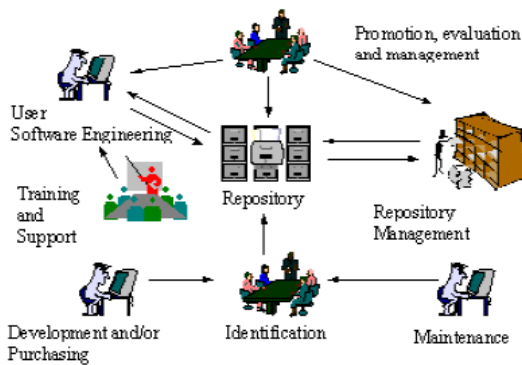 Promotion, evaluation
and management
User
Software Engineering
Training
and
Support
Repository
Repository
Management
Development and/or
Purchasing
Identification
Maintenance